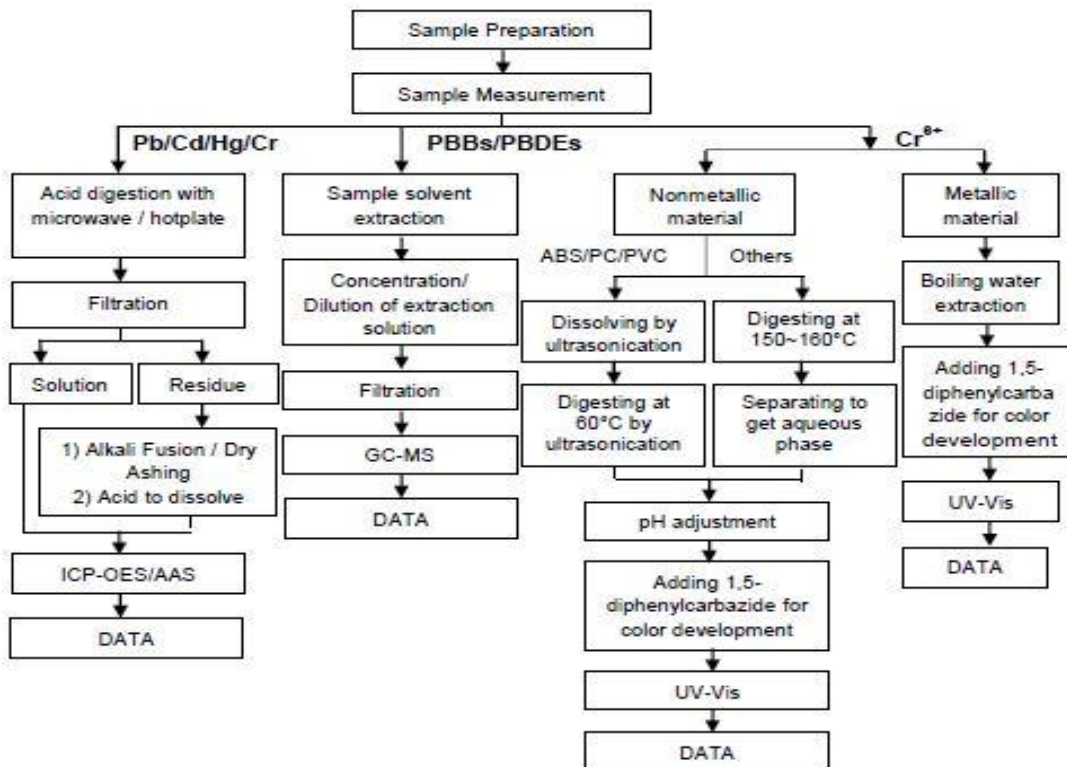 Sample Preparation
Sample Measurement
Pb/Cd/Hg/Cr
PBBs/PBDEs
Cr⁶⁺
Acid digestion with
microwave / hotplate
Filtration
Solution
Residue
1) Alkali Fusion / Dry
Ashing
2) Acid to dissolve
ICP-OES/AAS
DATA
Sample solvent
extraction
Concentration/
Dilution of extraction
solution
Filtration
GC-MS
DATA
Nonmetallic
material
ABS/PC/PVC
Others
Dissolving by
ultrasonication
Digesting at
60°C by
ultrasonication
Digesting at
150~160°C
Separating to
get aqueous
phase
pH adjustment
Adding 1,5-
diphenylcarbazide for
color development
UV-Vis
DATA
Metallic
material
Boiling water
extraction
Adding 1,5-
diphenylcarba
zide for color
development
UV-Vis
DATA